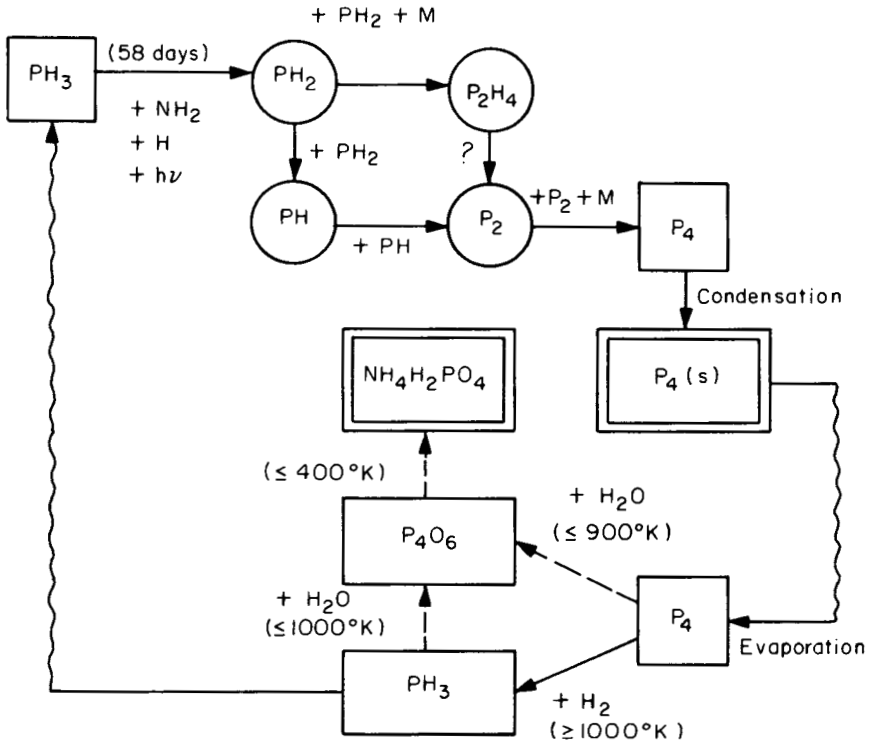 + PH₂ + M
PH₃
(58 days)
+ NH₂
+ H
+ hν
PH₂
P₂H₄
+ PH₂
?
PH
+ PH
P₂
+P₂ + M
P₄
Condensation
NH₄H₂PO₄
P₄ (s)
(≤ 400°K)
+ H₂O
(≤ 900°K)
P₄O₆
+ H₂O
(≤1000°K)
P₄
Evaporation
PH₃
+ H₂
(≥1000°K)